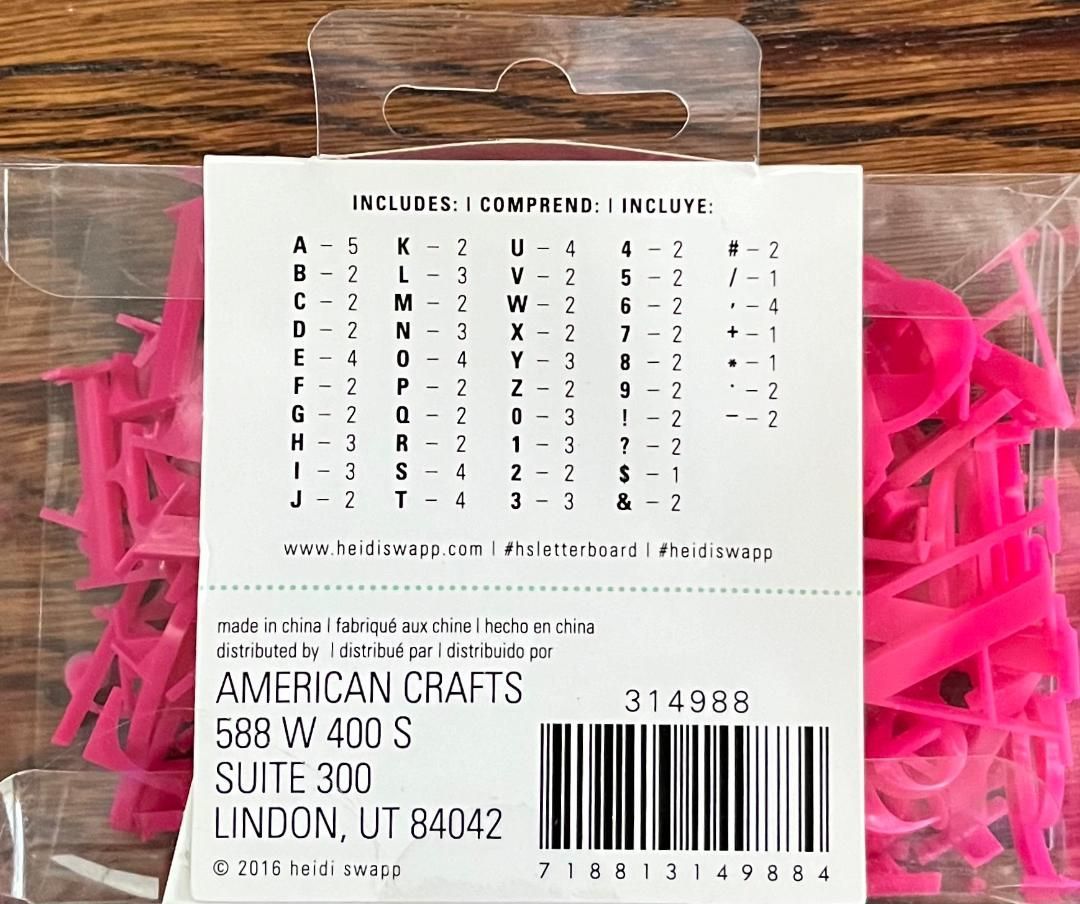 INCLUDES: | COMPREND: | INCLUYE:
A – 5 K – 2 U – 4 4 – 2 # – 2
B – 2 L – 3 V – 2 5 – 2 / – 1
C – 2 M – 2 W – 2 6 – 2 ' – 4
D – 2 N – 3 X – 2 7 – 2 + – 1
E – 4 O – 4 Y – 3 8 – 2 * – 1
F – 2 P – 2 Z – 2 9 – 2 · – 2
G – 2 Q – 2 0 – 3 ! – 2 – – 2
H – 3 R – 2 1 – 3 ? – 2
I – 3 S – 4 2 – 2 $ – 1
J – 2 T – 4 3 – 3 & – 2
www.heidiswapp.com | #hsletterboard | #heidiswapp
made in china | fabriqué aux chine | hecho en china
distributed by | distribué par | distribuido por
AMERICAN CRAFTS
588 W 400 S
SUITE 300
LINDON, UT 84042
© 2016 heidi swapp
314988
7 18813 14988 4